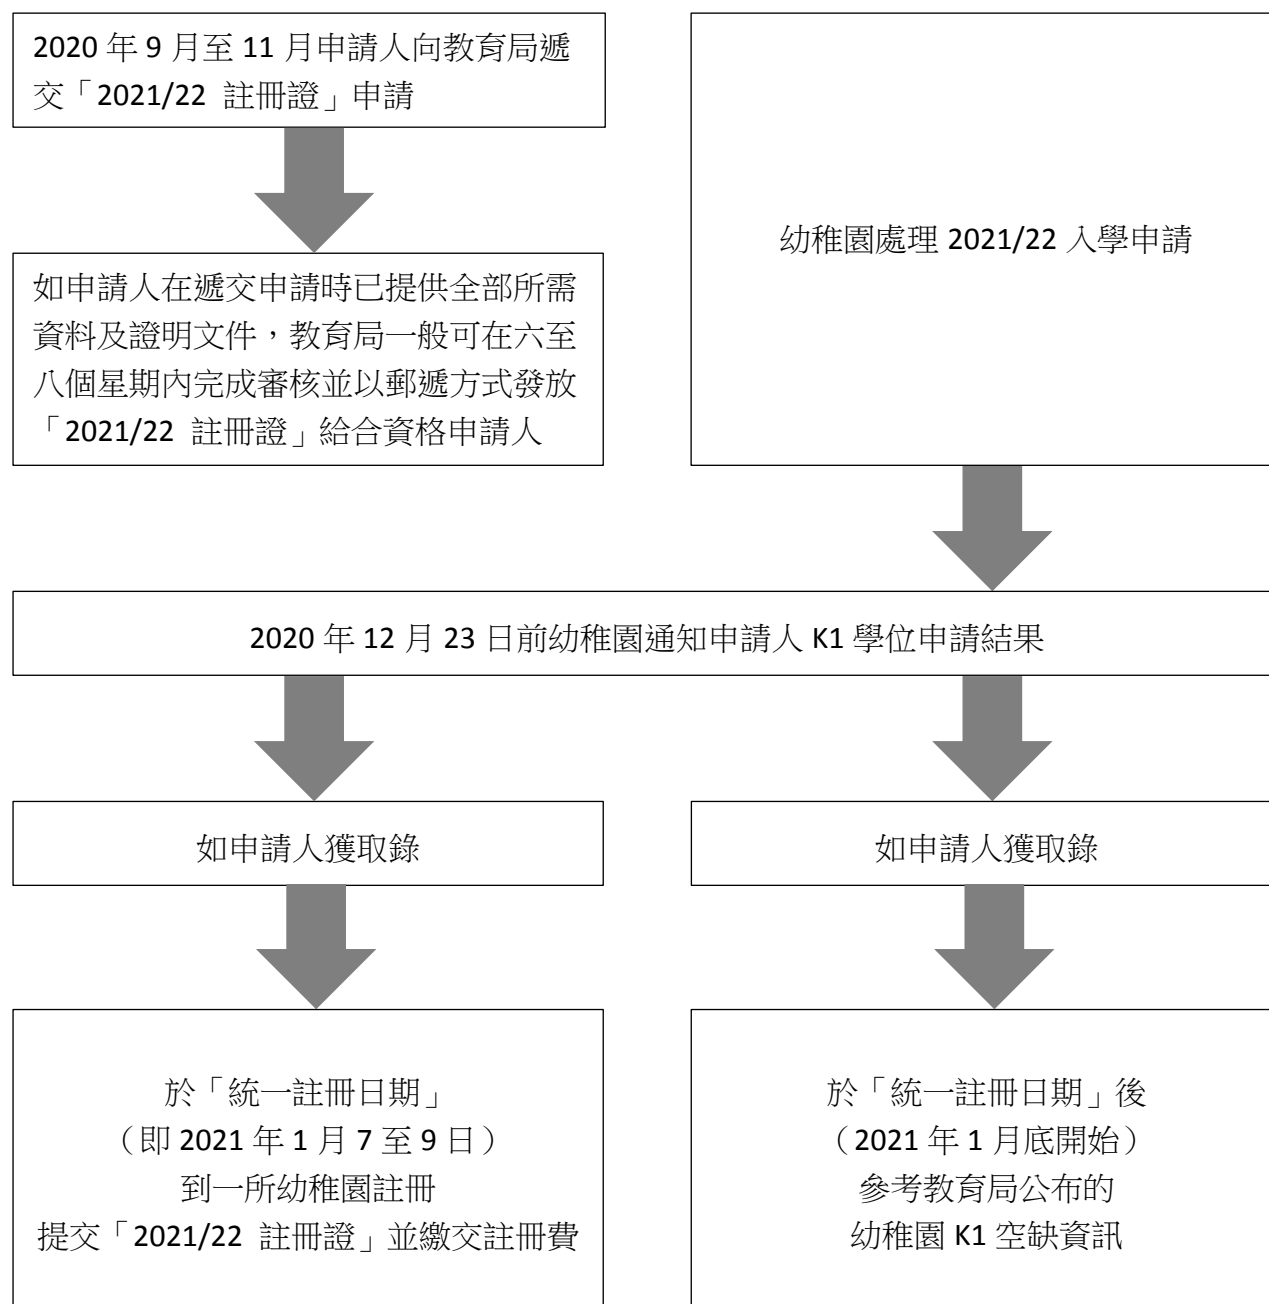 2020 年 9 月至 11 月申請人向教育局遞
交「2021/22 註冊證」申請
如申請人在遞交申請時已提供全部所需
資料及證明文件，教育局一般可在六至
八個星期內完成審核並以郵遞方式發放
「2021/22 註冊證」給合資格申請人
幼稚園處理 2021/22 入學申請
2020 年 12 月 23 日前幼稚園通知申請人 K1 學位申請結果
如申請人獲取錄
如申請人獲取錄
於「統一註冊日期」
（即 2021 年 1 月 7 至 9 日）
到一所幼稚園註冊
提交「2021/22 註冊證」並繳交註冊費
於「統一註冊日期」後
（2021 年 1 月底開始）
參考教育局公布的
幼稚園 K1 空缺資訊